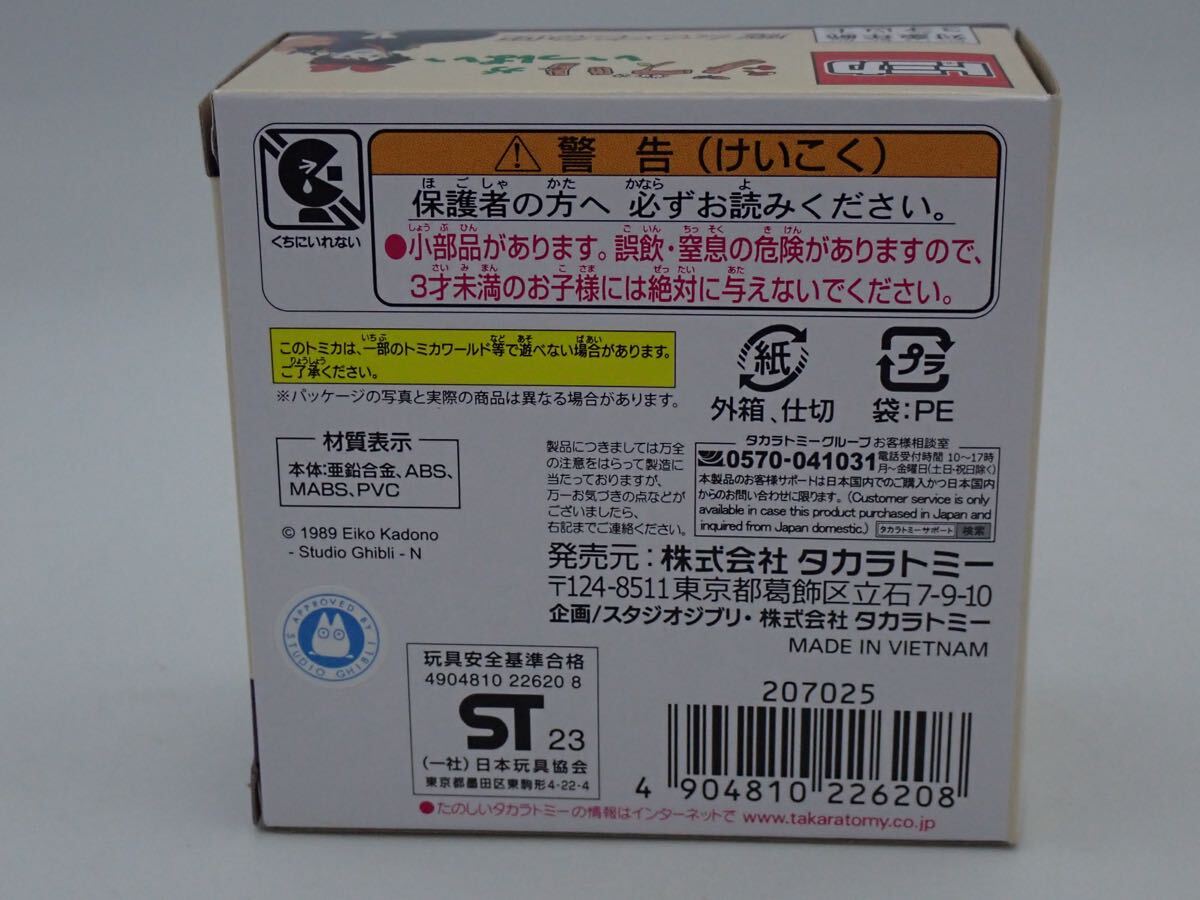 トミカ
ジブリがいっぱい
対象年齢
3才以上
くちにいれない
警告(けいこく)
保護者の方へ 必ずお読みください。
●小部品があります。誤飲・窒息の危険がありますので、
3才未満のお子様には絶対に与えないでください。
このトミカは、一部のトミカワールド等で遊べない場合があります。
ご了承ください。
※パッケージの写真と実際の商品は異なる場合があります。
紙
外箱、仕切
プラ
袋:PE
材質表示
本体:亜鉛合金、ABS、
MABS、PVC
© 1989 Eiko Kadono
- Studio Ghibli - N
APPROVED BY STUDIO GHIBLI
製品につきましては万全
の注意をはらって製造に
当たっておりますが、
万一お気づきの点などが
ございましたら、
右記までご連絡ください。
タカラトミーグループ お客様相談室
0570-041031 電話受付時間 10～17時
月～金曜日(土日・祝日除く)
本製品のお客様サポートは日本国内でのご購入かつ日本国内
からのお問い合わせに限ります。(Customer service is only
available in case this product purchased in Japan and
inquired from Japan domestic.) タカラトミーサポート 検索
発売元:株式会社 タカラトミー
〒124-8511 東京都葛飾区立石7-9-10
企画/スタジオジブリ・株式会社 タカラトミー
MADE IN VIETNAM
玩具安全基準合格
4904810 22620 8
ST 23
(一社)日本玩具協会
東京都墨田区東駒形4-22-4
207025
4 904810 226208
●たのしいタカラトミーの情報はインターネットで www.takaratomy.co.jp